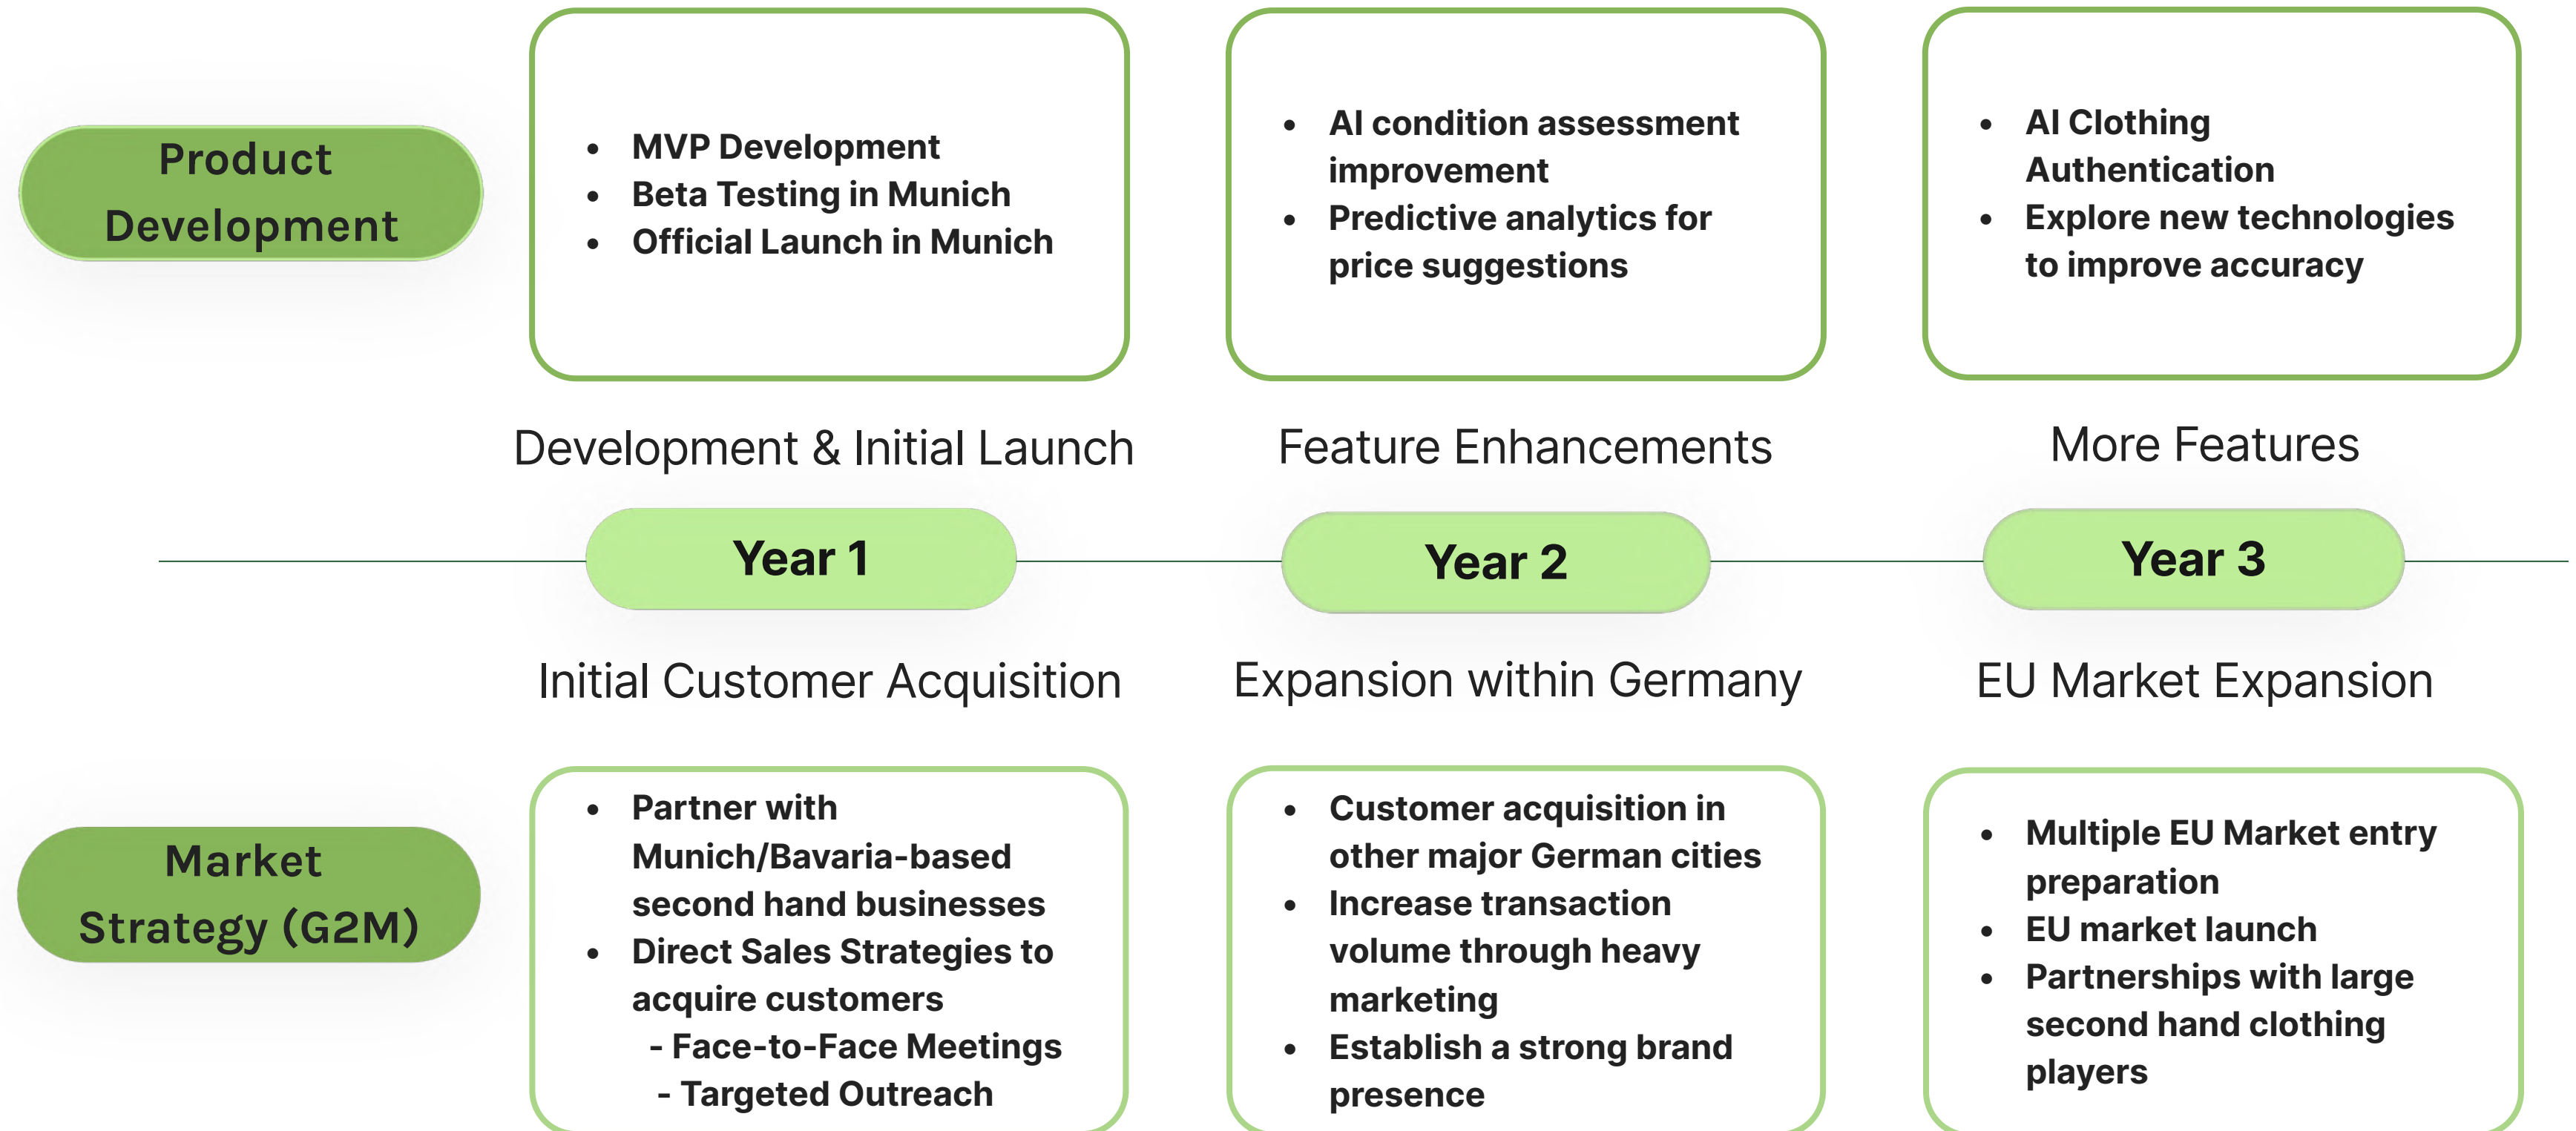 Product
Development
• MVP Development
• Beta Testing in Munich
• Official Launch in Munich
• AI condition assessment
improvement
• Predictive analytics for
price suggestions
• AI Clothing
Authentication
• Explore new technologies
to improve accuracy
Development & Initial Launch
Feature Enhancements
More Features
Year 1
Year 2
Year 3
Initial Customer Acquisition
Expansion within Germany
EU Market Expansion
Market
Strategy (G2M)
• Partner with
Munich/Bavaria-based
second hand businesses
• Direct Sales Strategies to
acquire customers
- Face-to-Face Meetings
- Targeted Outreach
• Customer acquisition in
other major German cities
• Increase transaction
volume through heavy
marketing
• Establish a strong brand
presence
• Multiple EU Market entry
preparation
• EU market launch
• Partnerships with large
second hand clothing
players